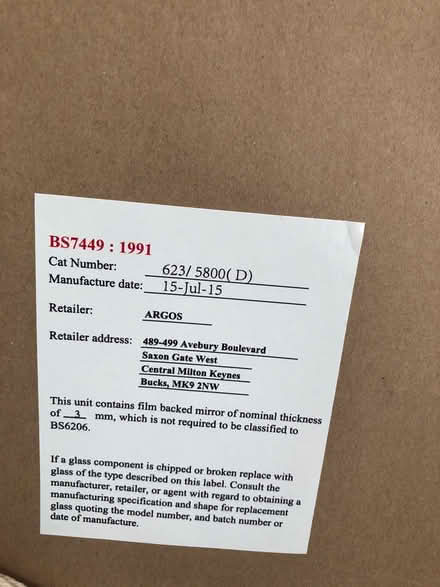 BS7449 : 1991
Cat Number: 623/ 5800( D)
Manufacture date: 15-Jul-15
Retailer: ARGOS
Retailer address: 489-499 Avebury Boulevard
Saxon Gate West
Central Milton Keynes
Bucks, MK9 2NW
This unit contains film backed mirror of nominal thickness
of 3 mm, which is not required to be classified to
BS6206.
If a glass component is chipped or broken replace with
glass of the type described on this label. Consult the
manufacturer, retailer, or agent with regard to obtaining a
manufacturing specification and shape for replacement
glass quoting the model number, and batch number or
date of manufacture.